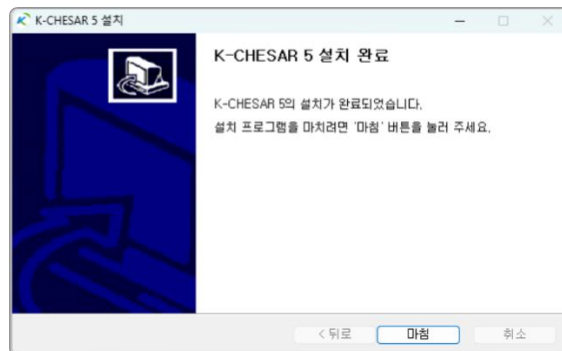 K-CHESAR 5 설치
K-CHESAR 5 설치 완료
K-CHESAR 5의 설치가 완료되었습니다.
설치 프로그램을 마치려면 '마침' 버튼을 눌러 주세요.
< 뒤로
마침
취소